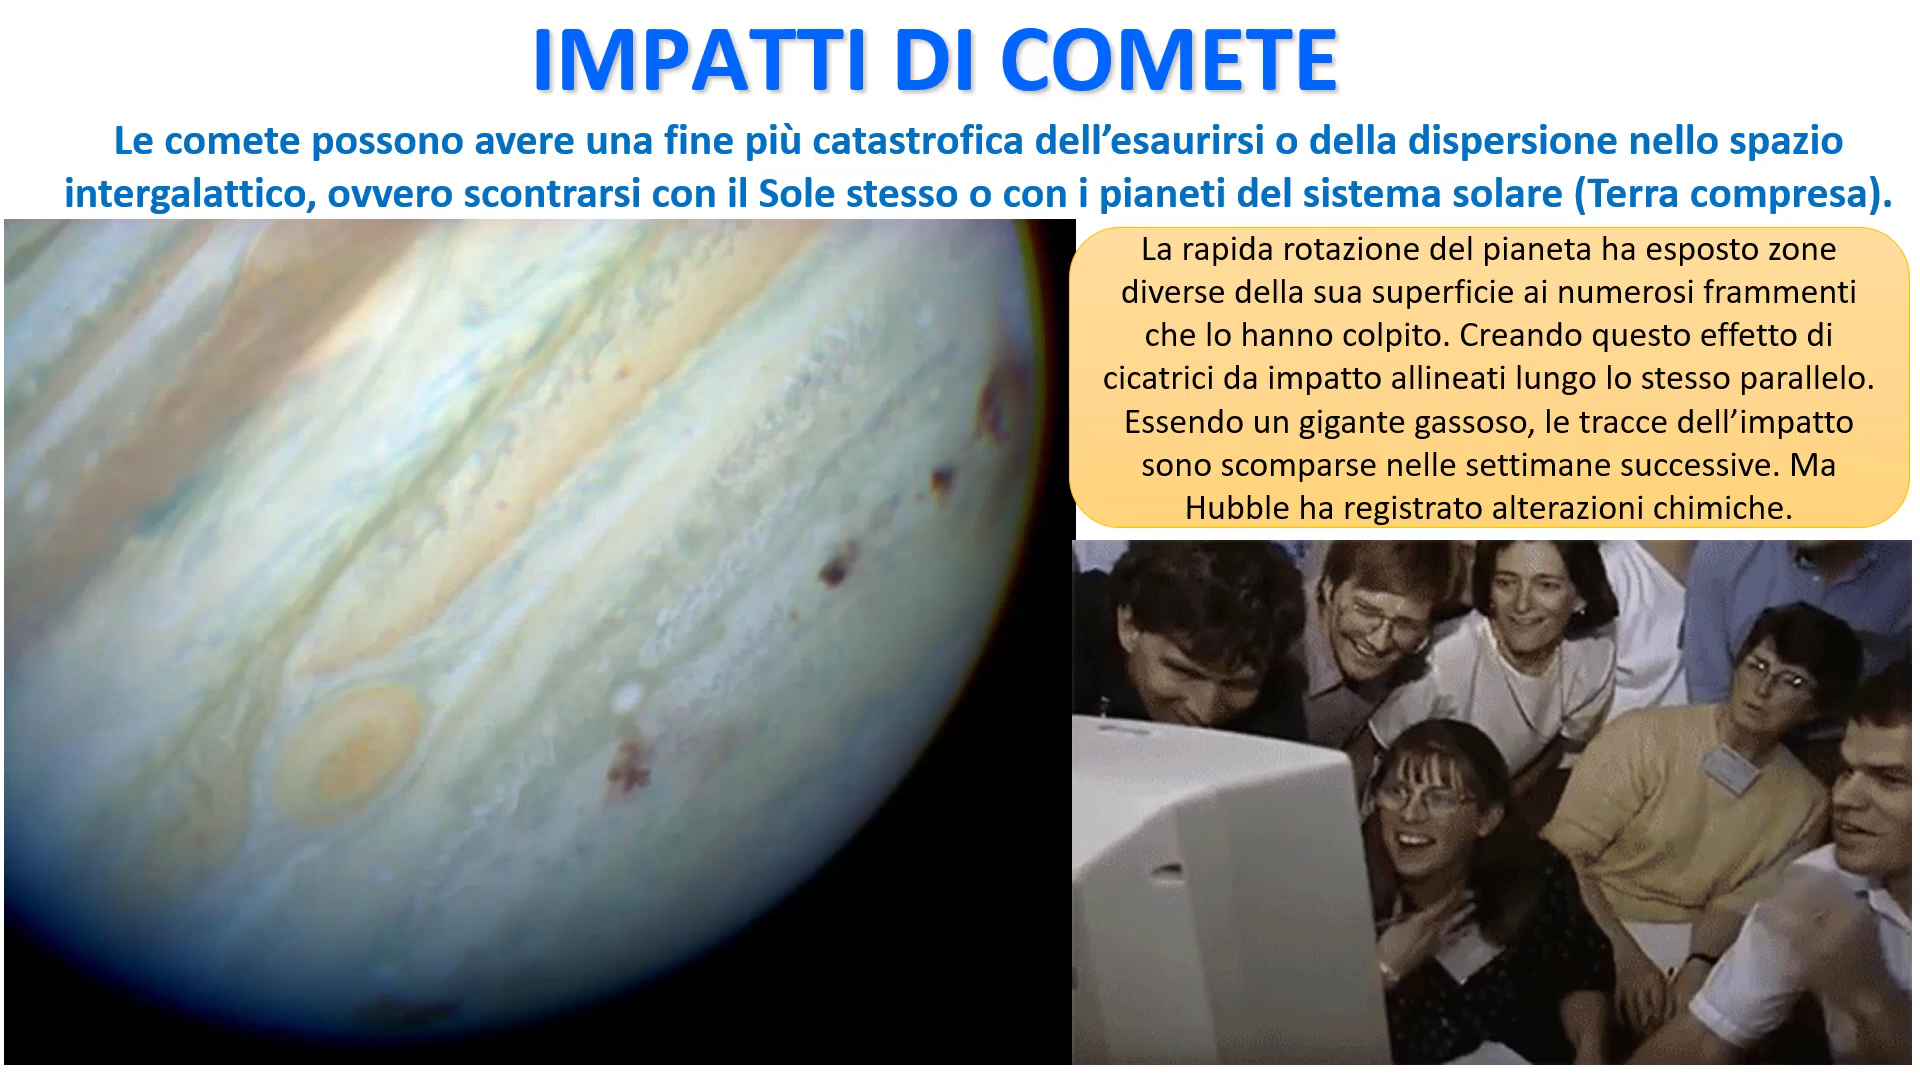 IMPATTI DI COMETE
Le comete possono avere una fine più catastrofica dell’esaurirsi o della dispersione nello spazio
intergalattico, ovvero scontrarsi con il Sole stesso o con i pianeti del sistema solare (Terra compresa).
La rapida rotazione del pianeta ha esposto zone
diverse della sua superficie ai numerosi frammenti
che lo hanno colpito. Creando questo effetto di
cicatrici da impatto allineati lungo lo stesso parallelo.
Essendo un gigante gassoso, le tracce dell’impatto
sono scomparse nelle settimane successive. Ma
Hubble ha registrato alterazioni chimiche.